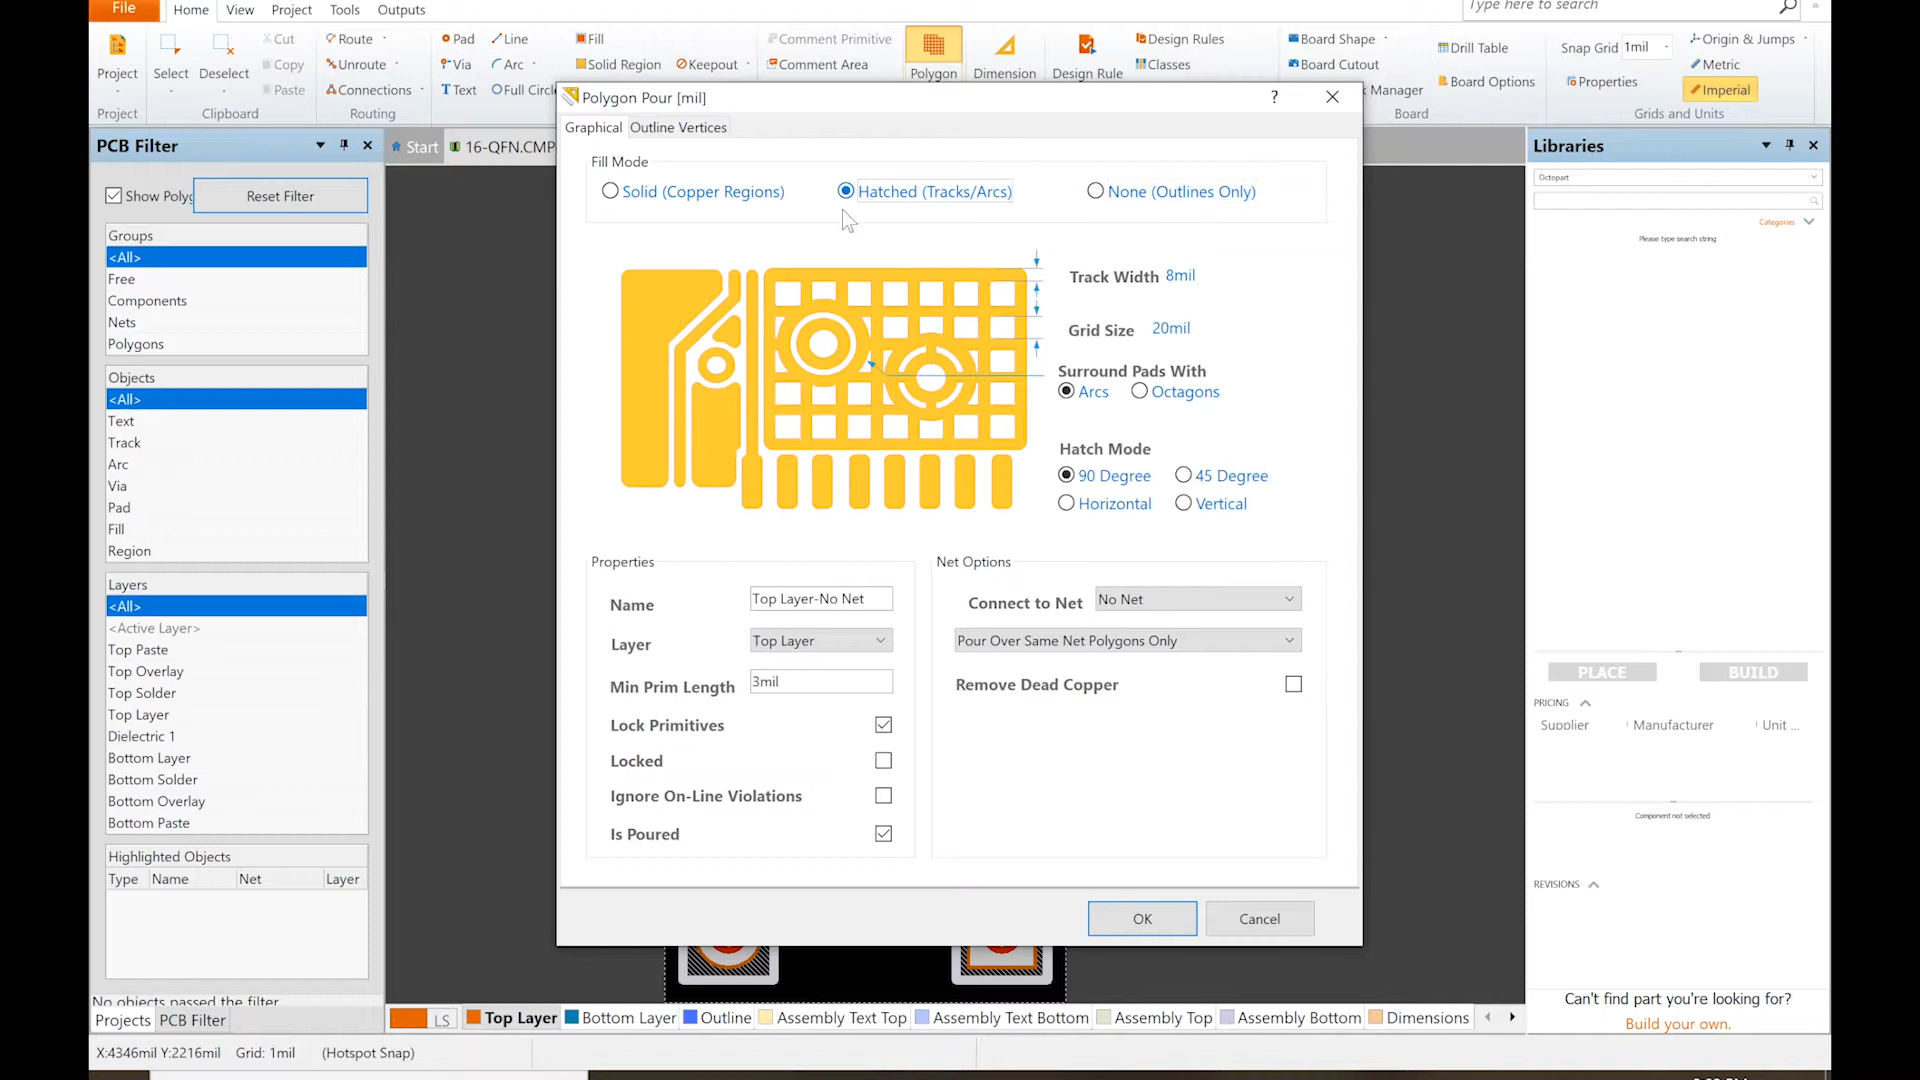 File
Home
View
Project
Tools
Outputs
Type here to search
Project
Project
Select
Deselect
Cut
Copy
Paste
Clipboard
Route
Unroute
Connections
Routing
Pad
Line
Via
Arc
Text
Full Circle
Fill
Solid Region
Keepout
Comment Primitive
Comment Area
Polygon
Dimension
Design Rule
Design Rules
Classes
Manager
Board Shape
Board Cutout
Drill Table
Board Options
Board
Snap Grid 1mil
Properties
Origin & Jumps
Metric
Imperial
Grids and Units
PCB Filter
Show Polyg
Reset Filter
Groups
<All>
Free
Components
Nets
Polygons
Objects
<All>
Text
Track
Arc
Via
Pad
Fill
Region
Layers
<All>
<Active Layer>
Top Paste
Top Overlay
Top Solder
Top Layer
Dielectric 1
Bottom Layer
Bottom Solder
Bottom Overlay
Bottom Paste
Highlighted Objects
Type Name Net Layer
No objects passed the filter
Projects PCB Filter
Start
16-QFN.CMP
Polygon Pour [mil]
?
Graphical
Outline Vertices
Fill Mode
Solid (Copper Regions)
Hatched (Tracks/Arcs)
None (Outlines Only)
Track Width 8mil
Grid Size 20mil
Surround Pads With
Arcs
Octagons
Hatch Mode
90 Degree
45 Degree
Horizontal
Vertical
Properties
Name Top Layer-No Net
Layer Top Layer
Min Prim Length 3mil
Lock Primitives
Locked
Ignore On-Line Violations
Is Poured
Net Options
Connect to Net No Net
Pour Over Same Net Polygons Only
Remove Dead Copper
OK
Cancel
Libraries
Octopart
Categories
Please type search string
PLACE
BUILD
PRICING
Supplier Manufacturer Unit ...
Component not selected
REVISIONS
Can't find part you're looking for?
Build your own.
LS
Top Layer
Bottom Layer
Outline
Assembly Text Top
Assembly Text Bottom
Assembly Top
Assembly Bottom
Dimensions
X:4346mil Y:2216mil Grid: 1mil (Hotspot Snap)